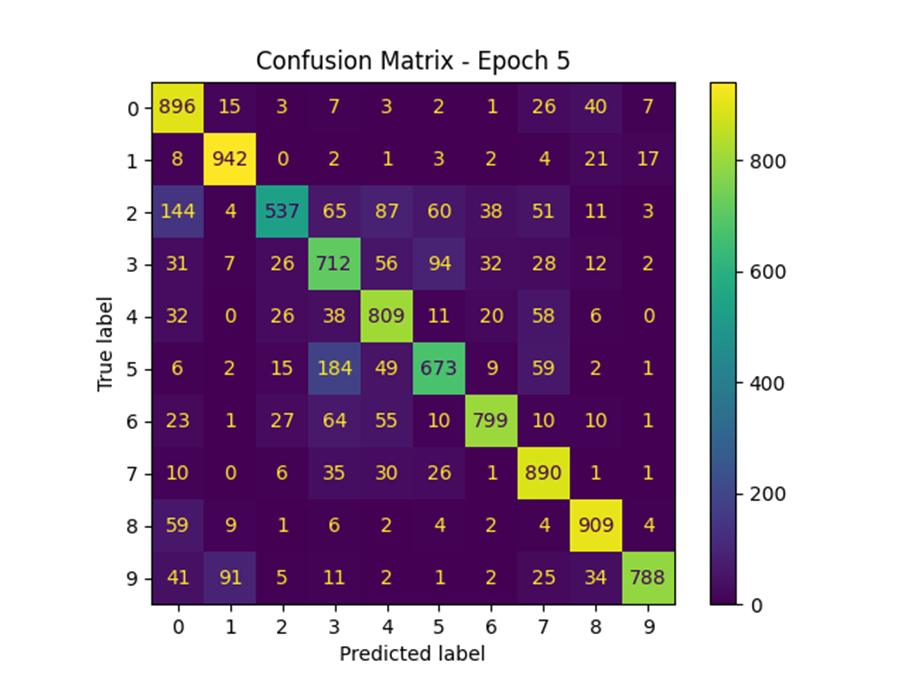 Confusion Matrix - Epoch 5
True label
0 896 15 3 7 3 2 1 26 40 7
1 8 942 0 2 1 3 2 4 21 17
2 144 4 537 65 87 60 38 51 11 3
3 31 7 26 712 56 94 32 28 12 2
4 32 0 26 38 809 11 20 58 6 0
5 6 2 15 184 49 673 9 59 2 1
6 23 1 27 64 55 10 799 10 10 1
7 10 0 6 35 30 26 1 890 1 1
8 59 9 1 6 2 4 2 4 909 4
9 41 91 5 11 2 1 2 25 34 788
0 1 2 3 4 5 6 7 8 9
Predicted label
800
600
400
200
0